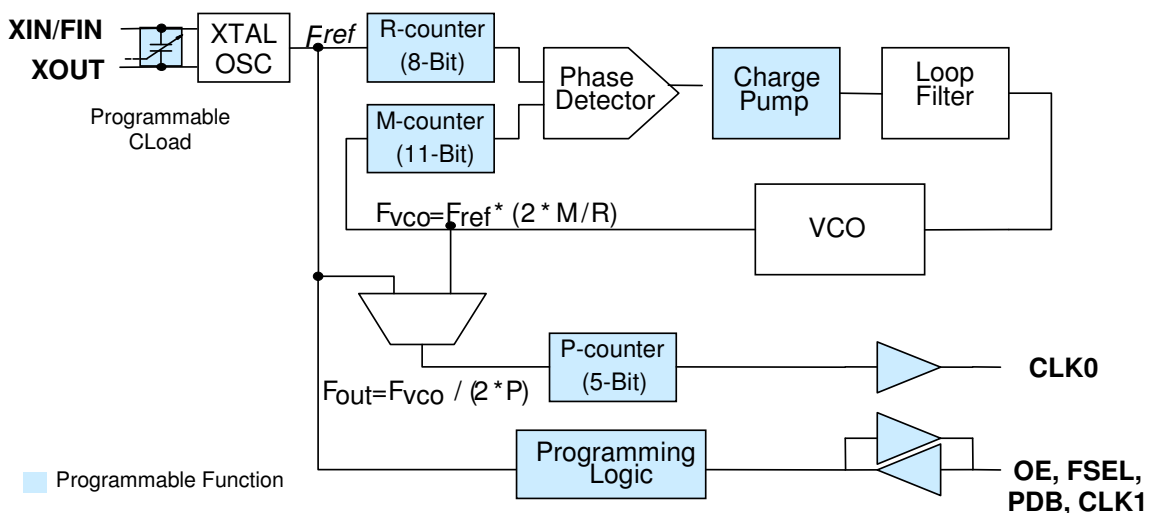 XIN/FIN
XOUT
Programmable
CLoad
XTAL
OSC
Fref
R-counter
(8-Bit)
M-counter
(11-Bit)
Phase
Detector
Charge
Pump
Loop
Filter
Fvco=Fref* (2*M/R)
VCO
P-counter
(5-Bit)
CLK0
Fout=Fvco / (2*P)
Programming
Logic
OE, FSEL,
PDB, CLK1
Programmable Function